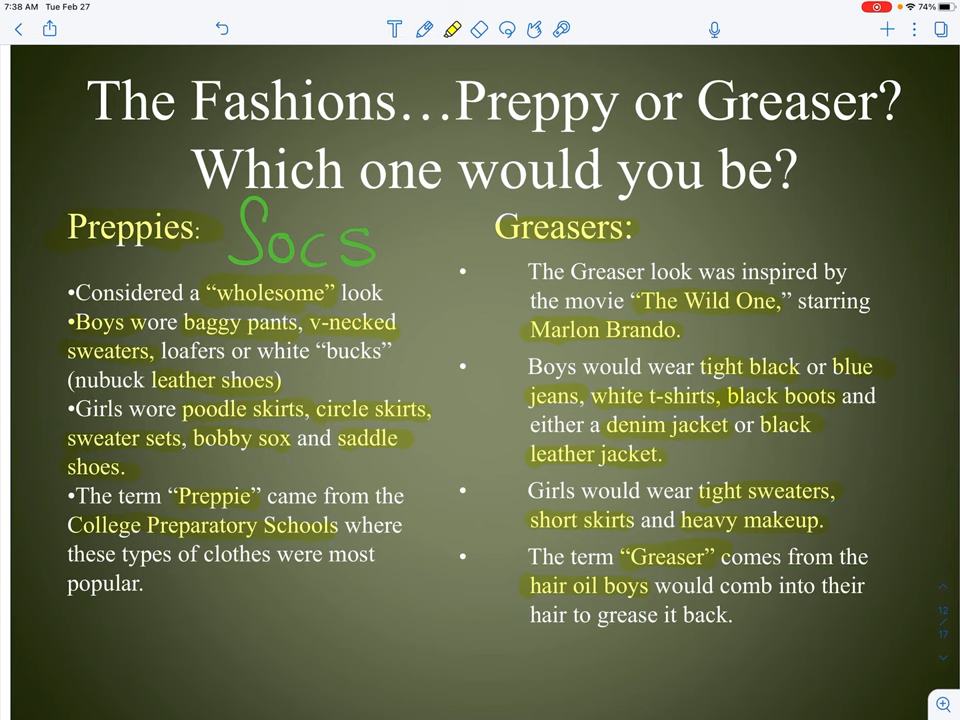 7:38 AM Tue Feb 27
74%
The Fashions…Preppy or Greaser?
Which one would you be?
Preppies:
Socs
•Considered a “wholesome” look
•Boys wore baggy pants, v-necked
sweaters, loafers or white “bucks”
(nubuck leather shoes)
•Girls wore poodle skirts, circle skirts,
sweater sets, bobby sox and saddle
shoes.
•The term “Preppie” came from the
College Preparatory Schools where
these types of clothes were most
popular.
Greasers:
• The Greaser look was inspired by
the movie “The Wild One,” starring
Marlon Brando.
• Boys would wear tight black or blue
jeans, white t-shirts, black boots and
either a denim jacket or black
leather jacket.
• Girls would wear tight sweaters,
short skirts and heavy makeup.
• The term “Greaser” comes from the
hair oil boys would comb into their
hair to grease it back.
12
/
17